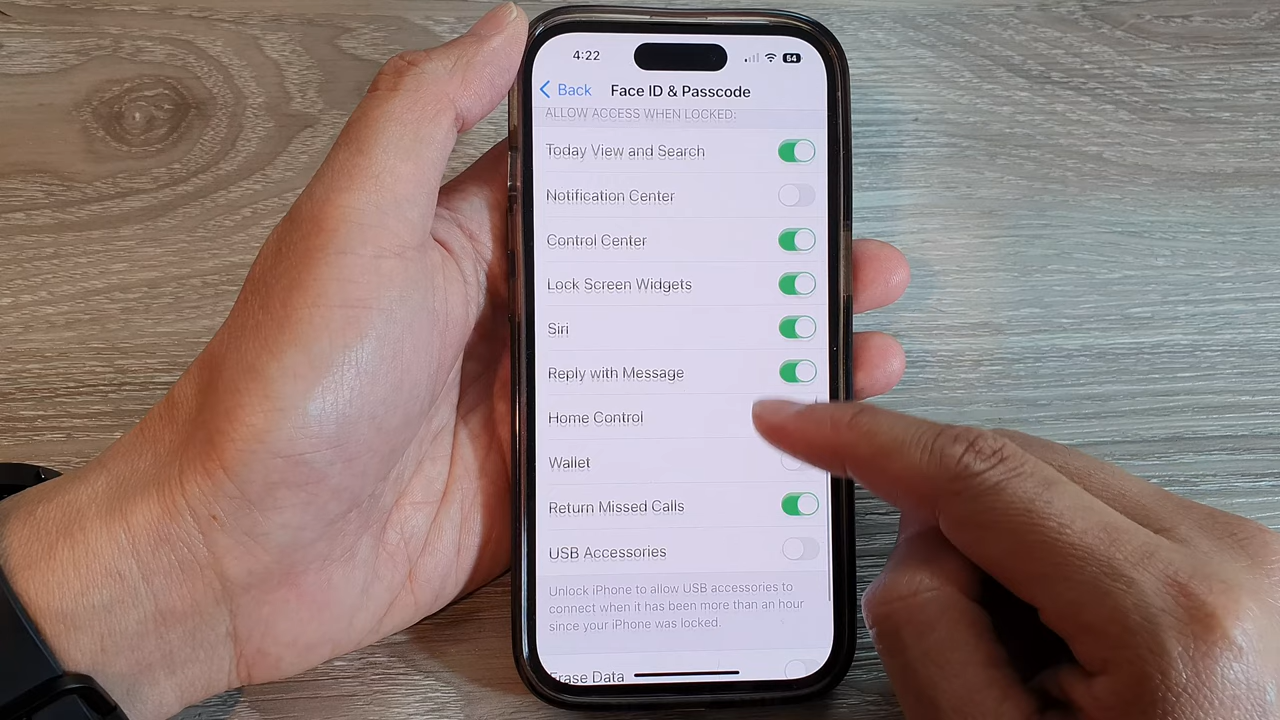 4:22
54
Back
Face ID & Passcode
ALLOW ACCESS WHEN LOCKED:
Today View and Search
Notification Center
Control Center
Lock Screen Widgets
Siri
Reply with Message
Home Control
Wallet
Return Missed Calls
USB Accessories
Unlock iPhone to allow USB accessories to
connect when it has been more than an hour
since your iPhone was locked.
Erase Data